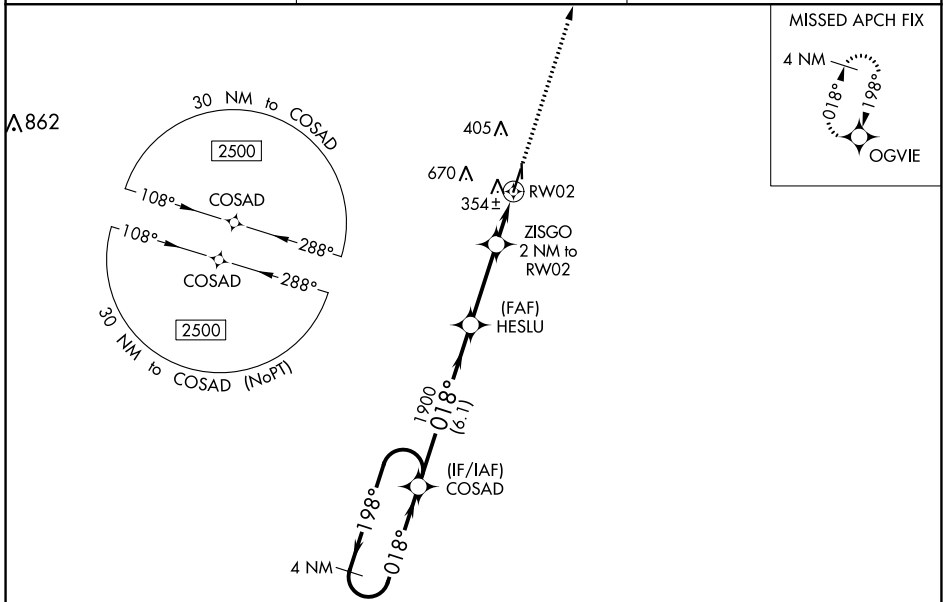 MISSED APCH FIX
4 NM
018°
198°
OGVIE
862
30 NM to COSAD
2500
COSAD
108°
288°
108°
288°
COSAD
2500
30 NM to COSAD (NoPT)
405
670
354±
RW02
ZISGO
2 NM to
RW02
(FAF)
HESLU
1900
018°
(6.1)
(IF/IAF)
COSAD
198°
018°
4 NM